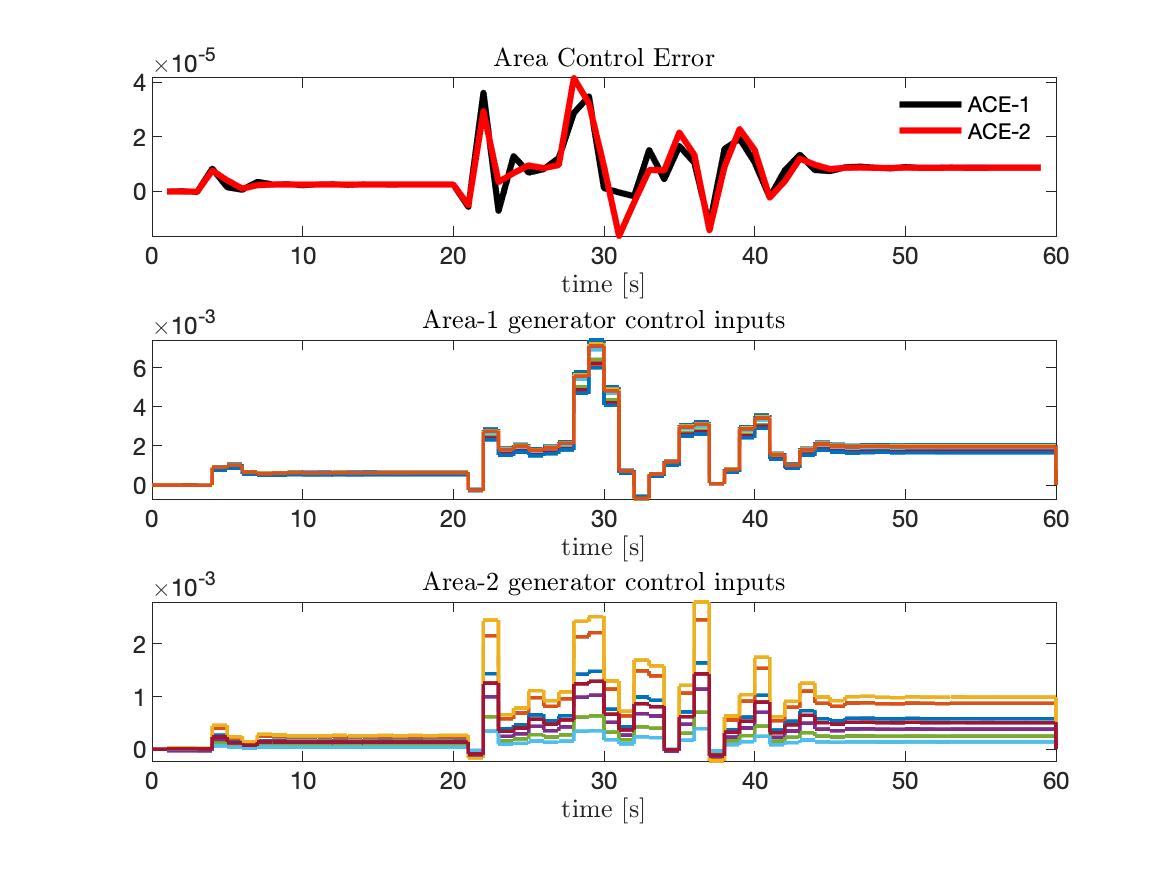 Area Control Error
×10-5
4
2
0
ACE-1
ACE-2
0 10 20 30 40 50 60
time [s]
Area-1 generator control inputs
×10-3
6
4
2
0
0 10 20 30 40 50 60
time [s]
Area-2 generator control inputs
×10-3
2
1
0
0 10 20 30 40 50 60
time [s]